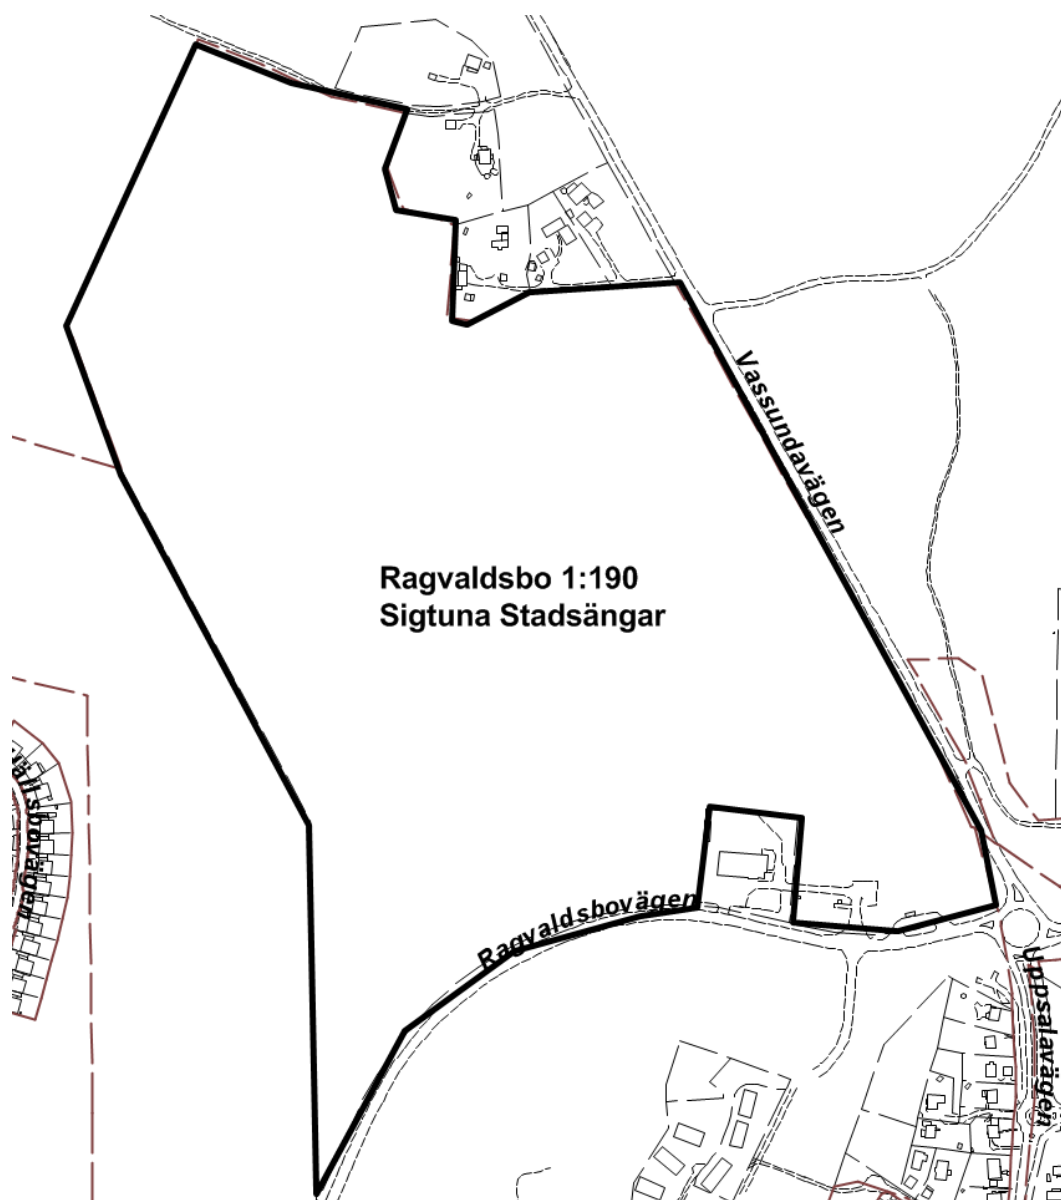 Vassundavägen
Ragvaldsbo 1:190
Sigtuna Stadsängar
Ragvaldsbovägen
Uppsalavägen